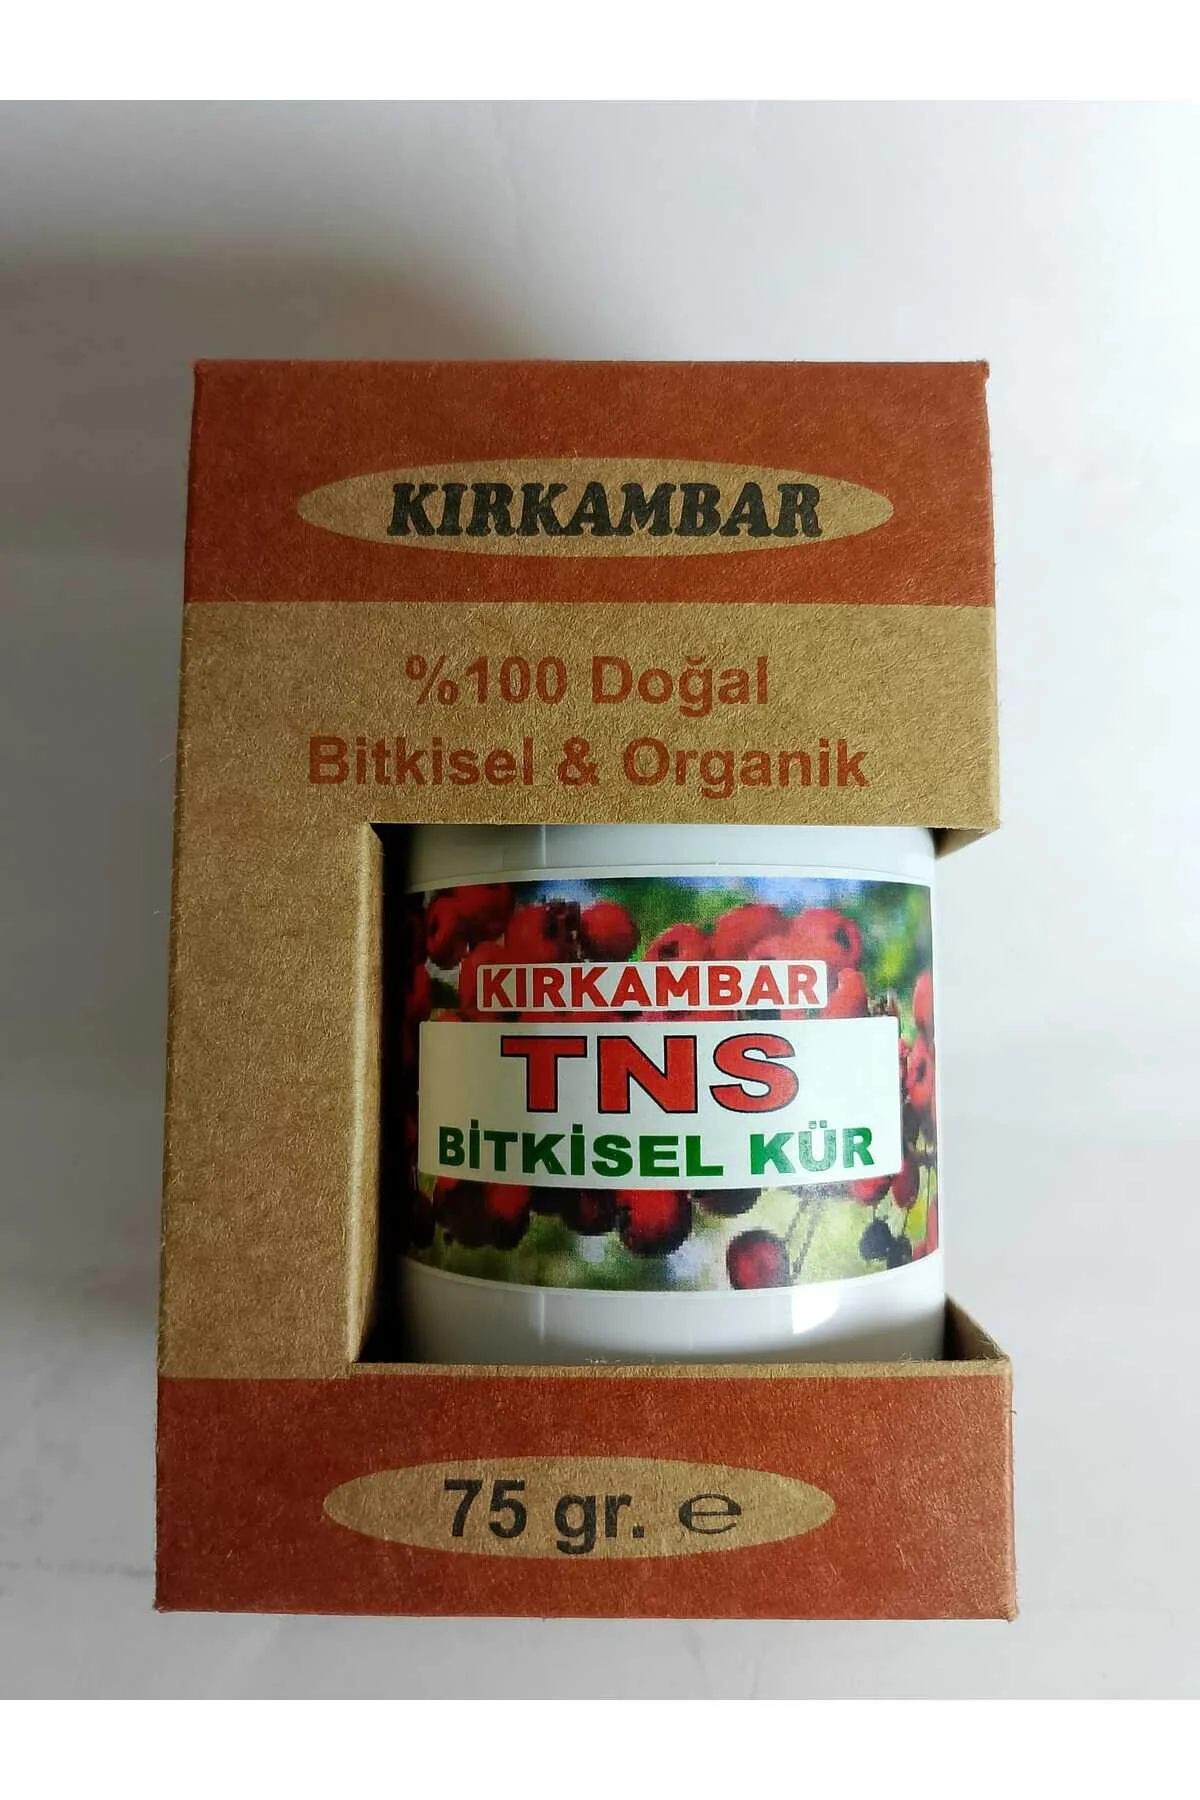 KIRKAMBAR
%100 Doğal
Bitkisel & Organik
KIRKAMBAR
TNS
BİTKİSEL KÜR
75 gr. ℮